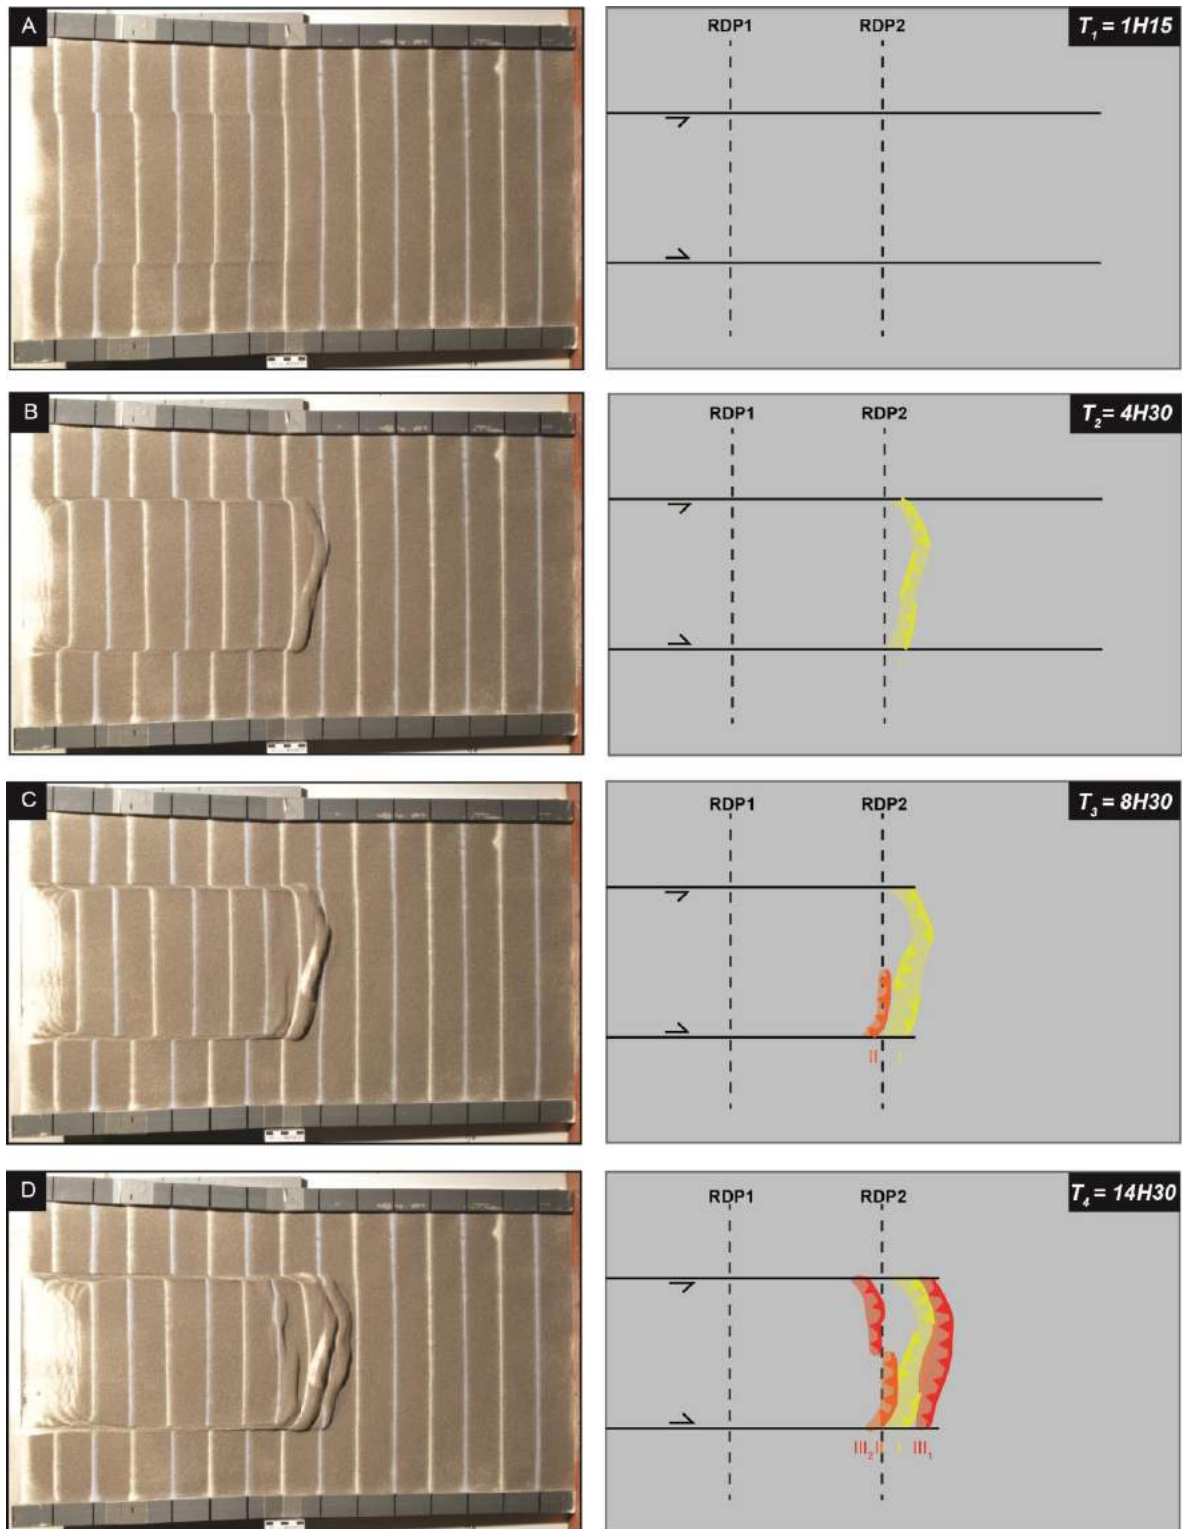 A
RDP1 RDP2
T₁ = 1H15
B
RDP1 RDP2
T₂ = 4H30
I
C
RDP1 RDP2
T₃ = 8H30
II I
D
RDP1 RDP2
T₄ = 14H30
III₂ II I III₁